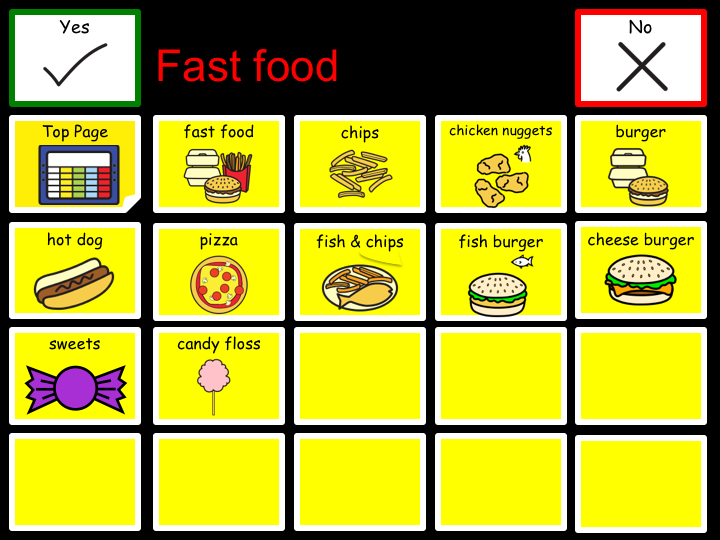 Yes
Fast food
No
Top Page
fast food
chips
chicken nuggets
burger
hot dog
pizza
fish & chips
fish burger
cheese burger
sweets
candy floss